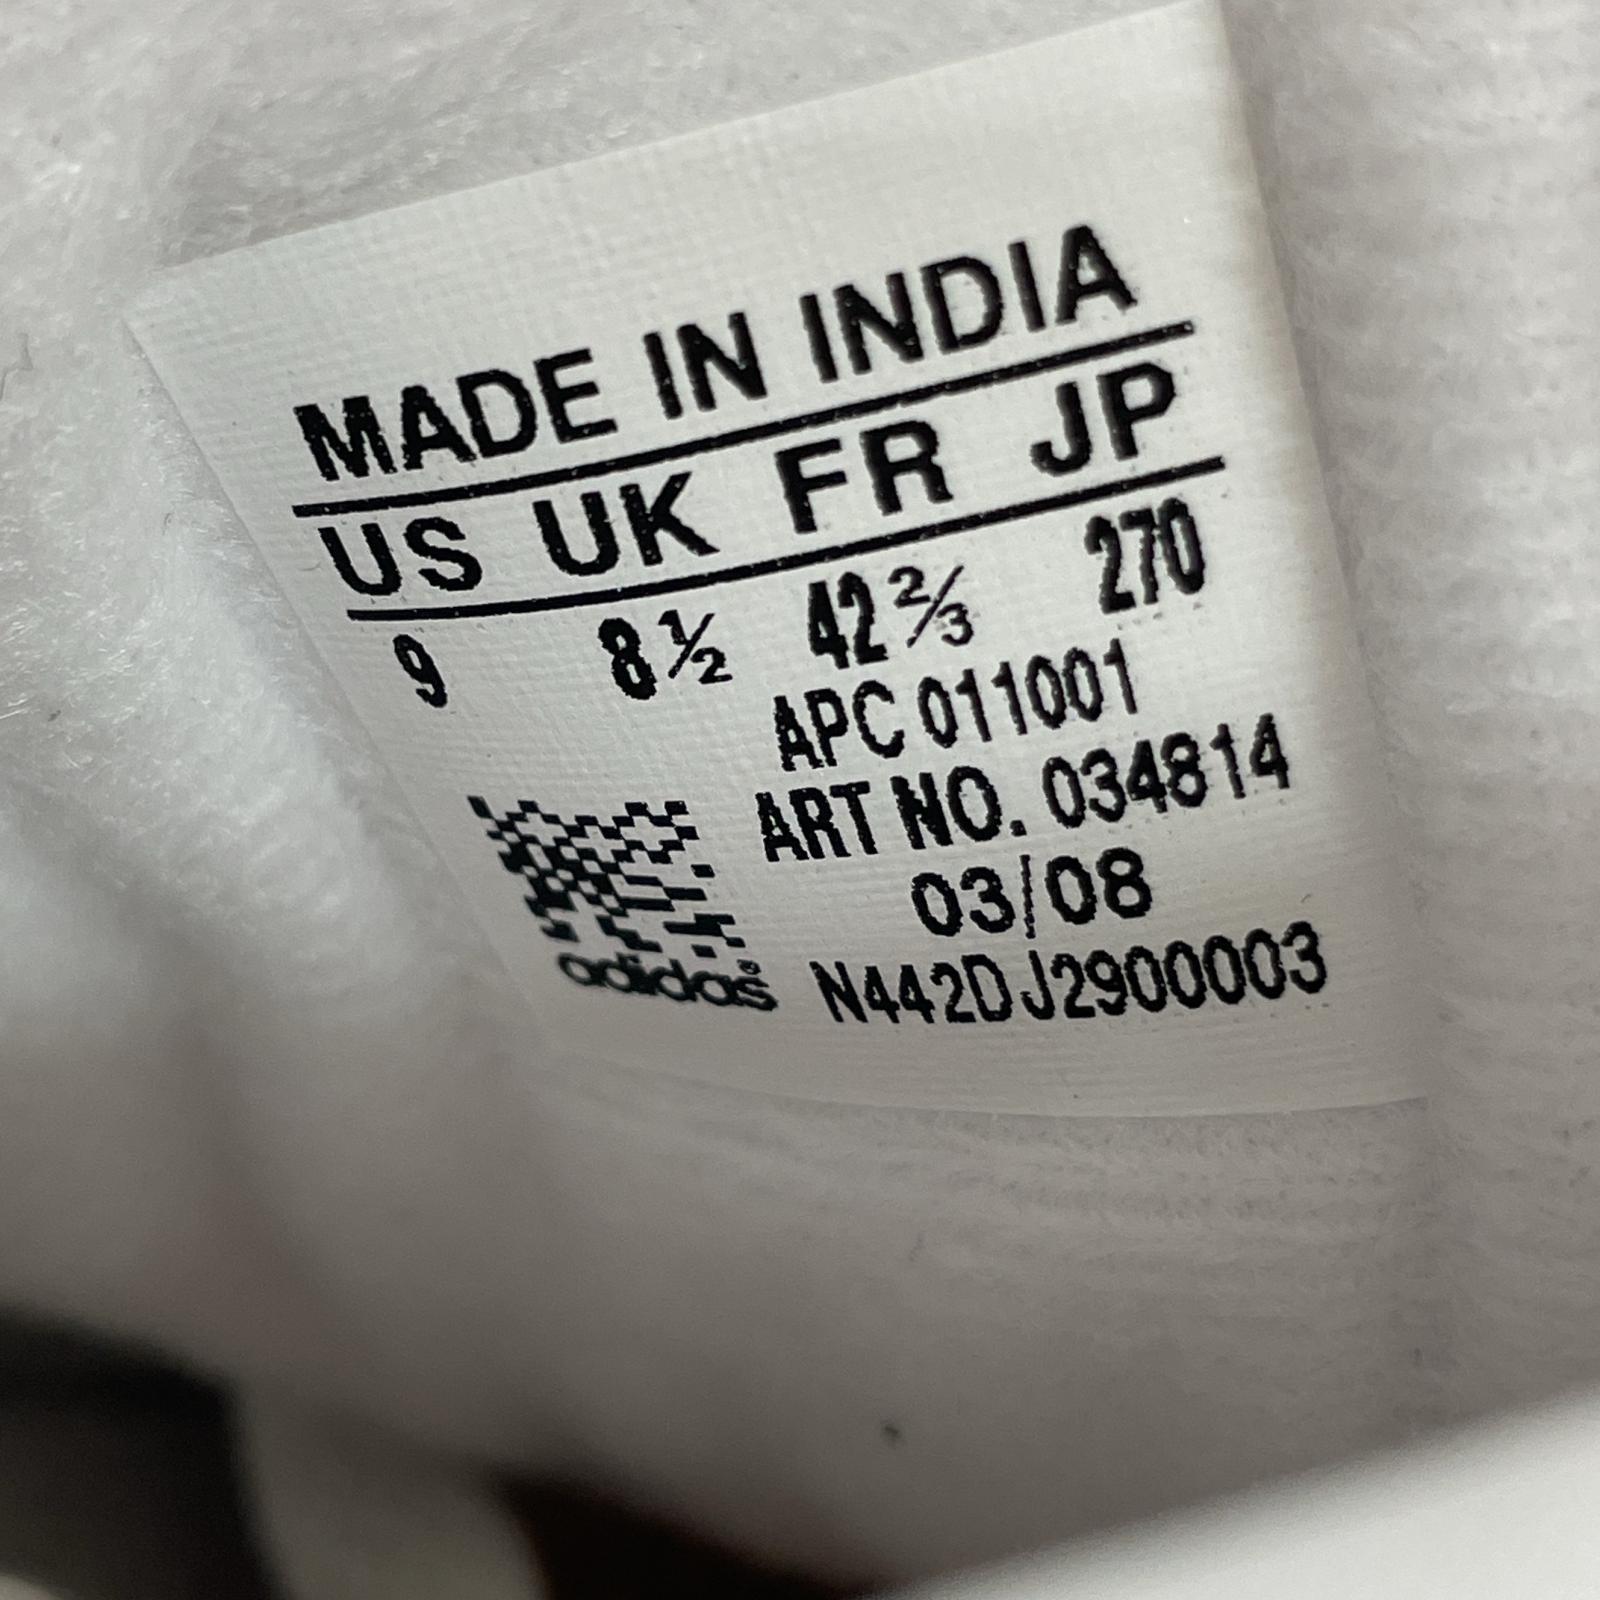 MADE IN INDIA
US UK FR JP
9 8½ 42⅔ 270
APC 011001
ART NO. 034814
03/08
adidas® N442DJ2900003